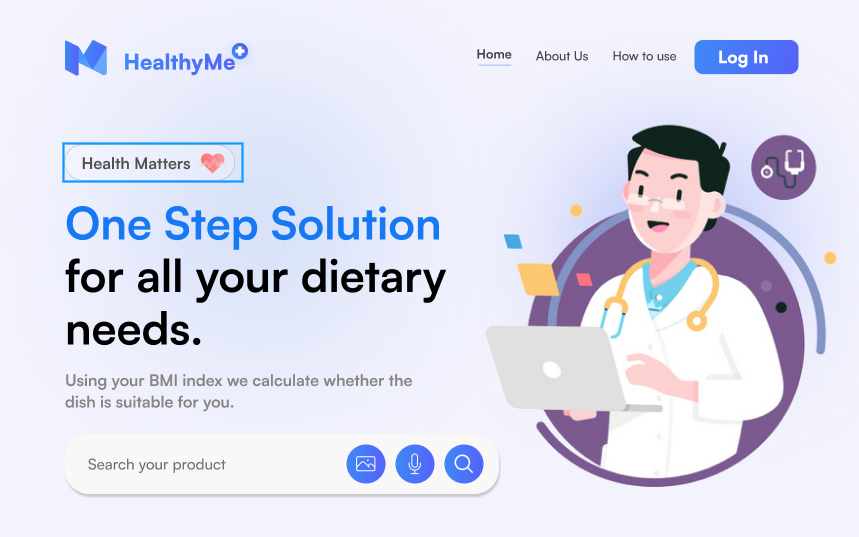 HealthyMe
Home
About Us
How to use
Log In
Health Matters
One Step Solution
for all your dietary
needs.
Using your BMI index we calculate whether the
dish is suitable for you.
Search your product